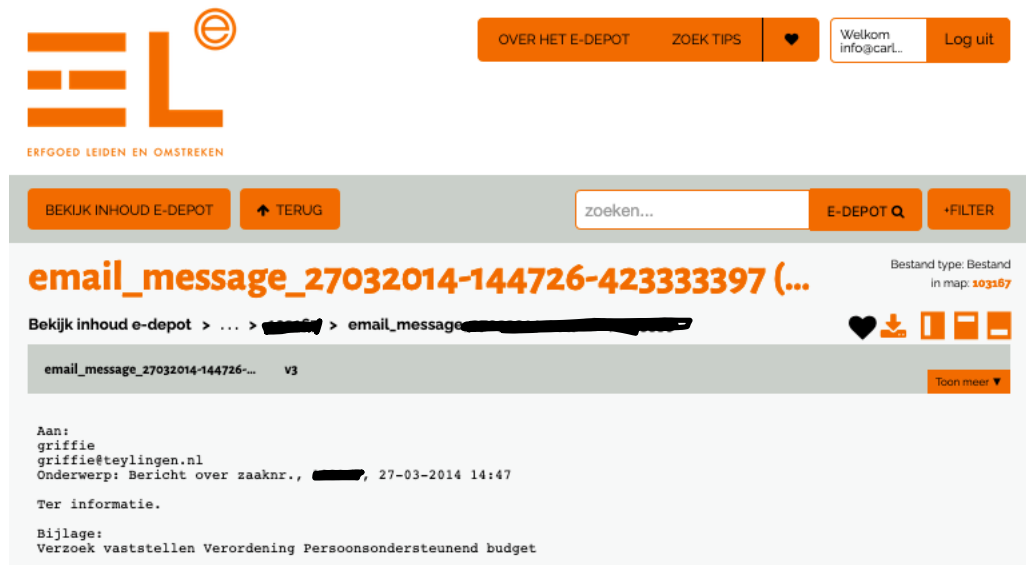 e
EL
ERFGOED LEIDEN EN OMSTREKEN
OVER HET E-DEPOT ZOEK TIPS
Welkom
info@carl...
Log uit
BEKIJK INHOUD E-DEPOT TERUG
zoeken... E-DEPOT +FILTER
email_message_27032014-144726-423333397 (...
Bestand type: Bestand
in map: 103167
Bekijk inhoud e-depot > ... > > email_message
email_message_27032014-144726-... v3
Toon meer ▼
Aan:
griffie
griffie@teylingen.nl
Onderwerp: Bericht over zaaknr., , 27-03-2014 14:47
Ter informatie.
Bijlage:
Verzoek vaststellen Verordening Persoonsondersteunend budget